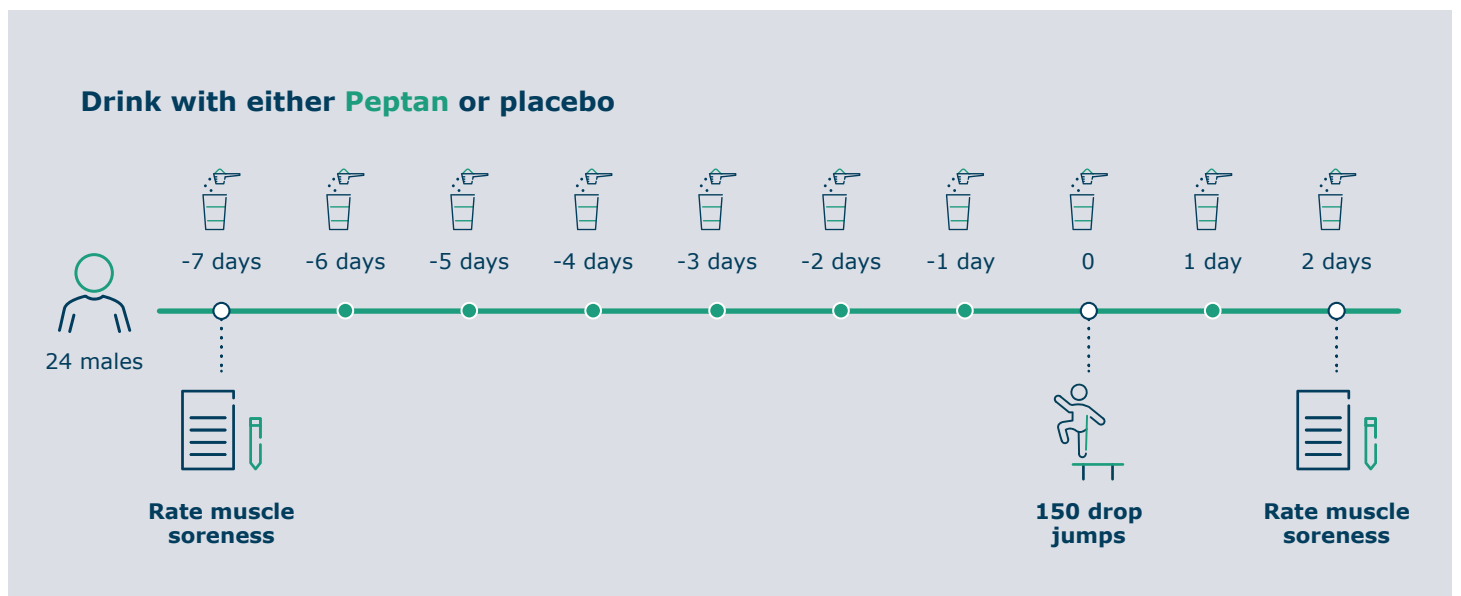 Drink with either Peptan or placebo
-7 days
-6 days
-5 days
-4 days
-3 days
-2 days
-1 day
0
1 day
2 days
24 males
Rate muscle
soreness
150 drop
jumps
Rate muscle
soreness